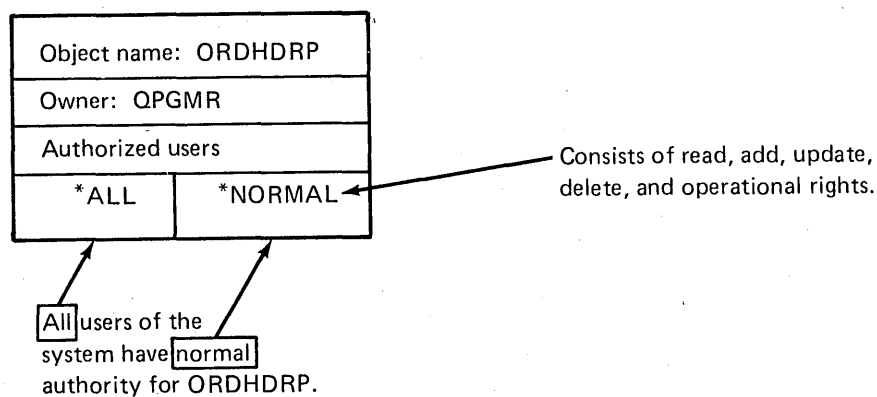 Object name: ORDHDRP
Owner: QPGMR
Authorized users
*ALL *NORMAL
Consists of read, add, update,
delete, and operational rights.
All users of the
system have normal
authority for ORDHDRP.